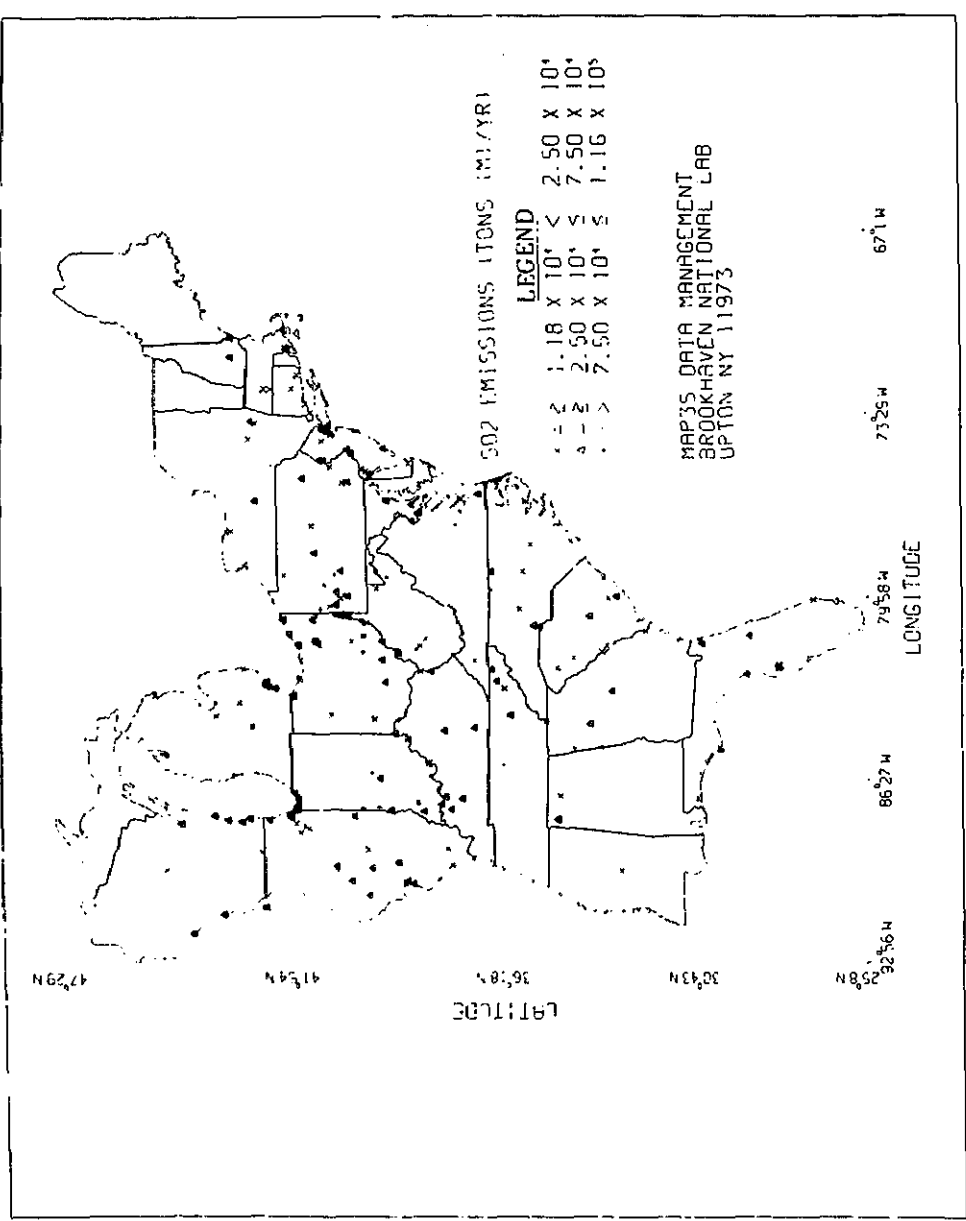 SO2 EMISSIONS (TONS (M)/YR)
LEGEND
1.18 X 10⁴ < 2.50 X 10⁴
2.50 X 10⁴ ≤ 7.50 X 10⁴
7.50 X 10⁴ ≤ 1.16 X 10⁵
MAP3S DATA MANAGEMENT
BROOKHAVEN NATIONAL LAB
UPTON NY 11973
LATITUDE
47°29N
41°54N
36°18N
30°43N
25°8N
92°56W
86°27W
79°58W
73°29W
67°1W
LONGITUDE